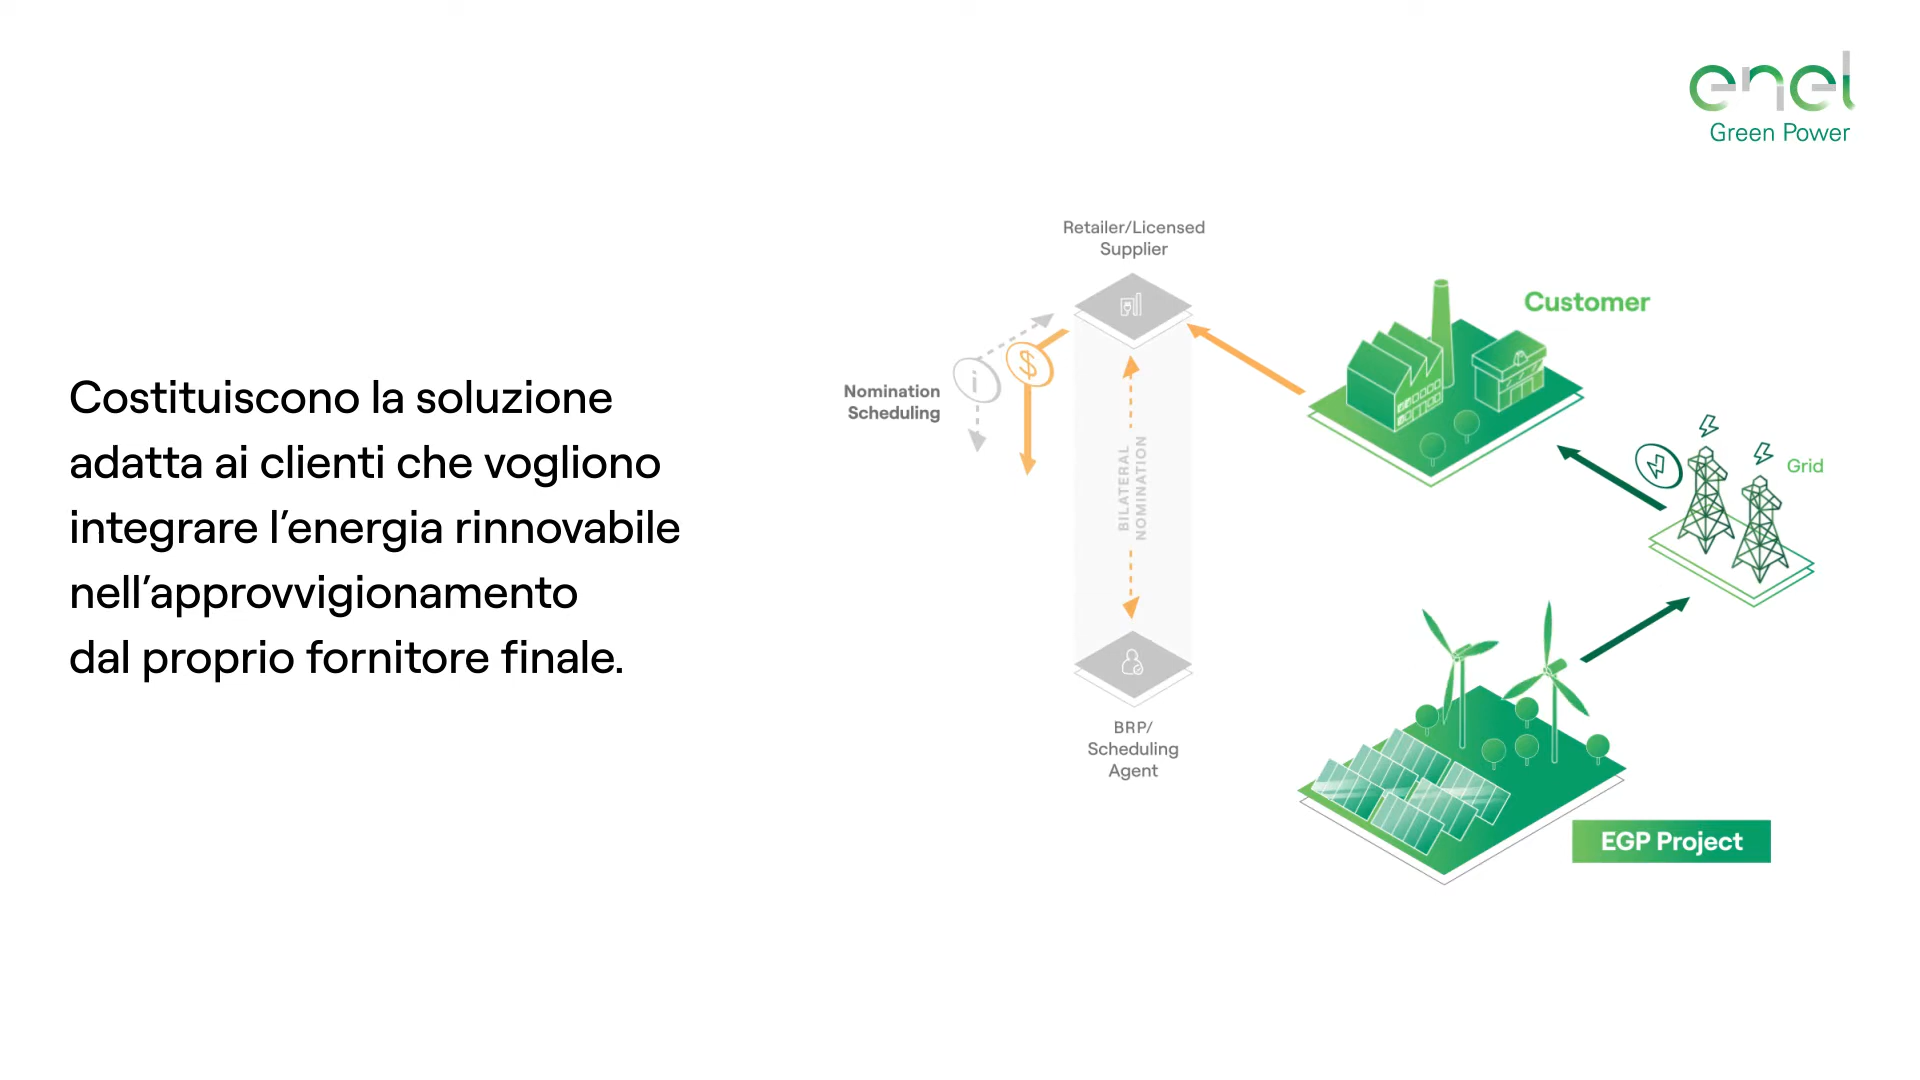 enel
Green Power
Costituiscono la soluzione
adatta ai clienti che vogliono
integrare l’energia rinnovabile
nell’approvvigionamento
dal proprio fornitore finale.
Retailer/Licensed
Supplier
Customer
Nomination
Scheduling
i
$
BILATERAL
NOMINATION
Grid
BRP/
Scheduling
Agent
EGP Project